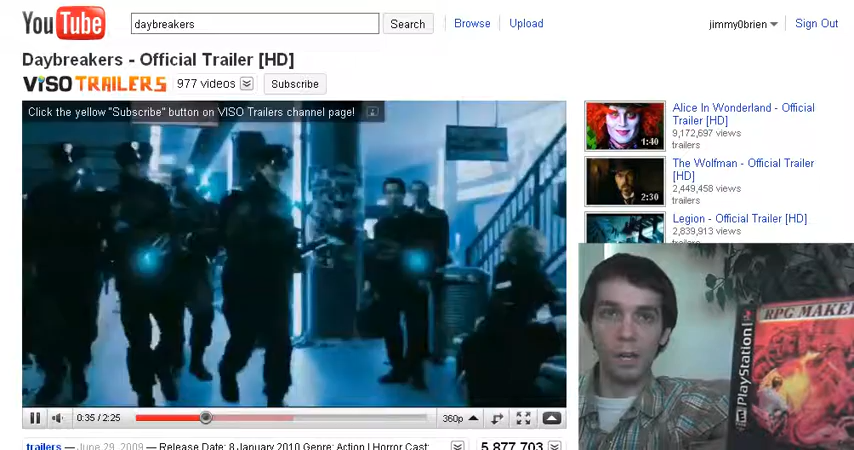 YouTube
daybreakers
Search
Browse
Upload
jimmy0brien
Sign Out
Daybreakers - Official Trailer [HD]
VISO TRAILERS
977 videos
Subscribe
Click the yellow "Subscribe" button on VISO Trailers channel page!
1:40
Alice In Wonderland - Official
Trailer [HD]
9,172,697 views
trailers
2:30
The Wolfman - Official Trailer
[HD]
2,449,458 views
trailers
Legion - Official Trailer [HD]
2,839,913 views
trailers
RPG MAKER
PlayStation
0:35 / 2:25
360p
trailers — June 29, 2009 — Release Date: 8 January 2010 Genre: Action | Horror Cast:
5,877,703